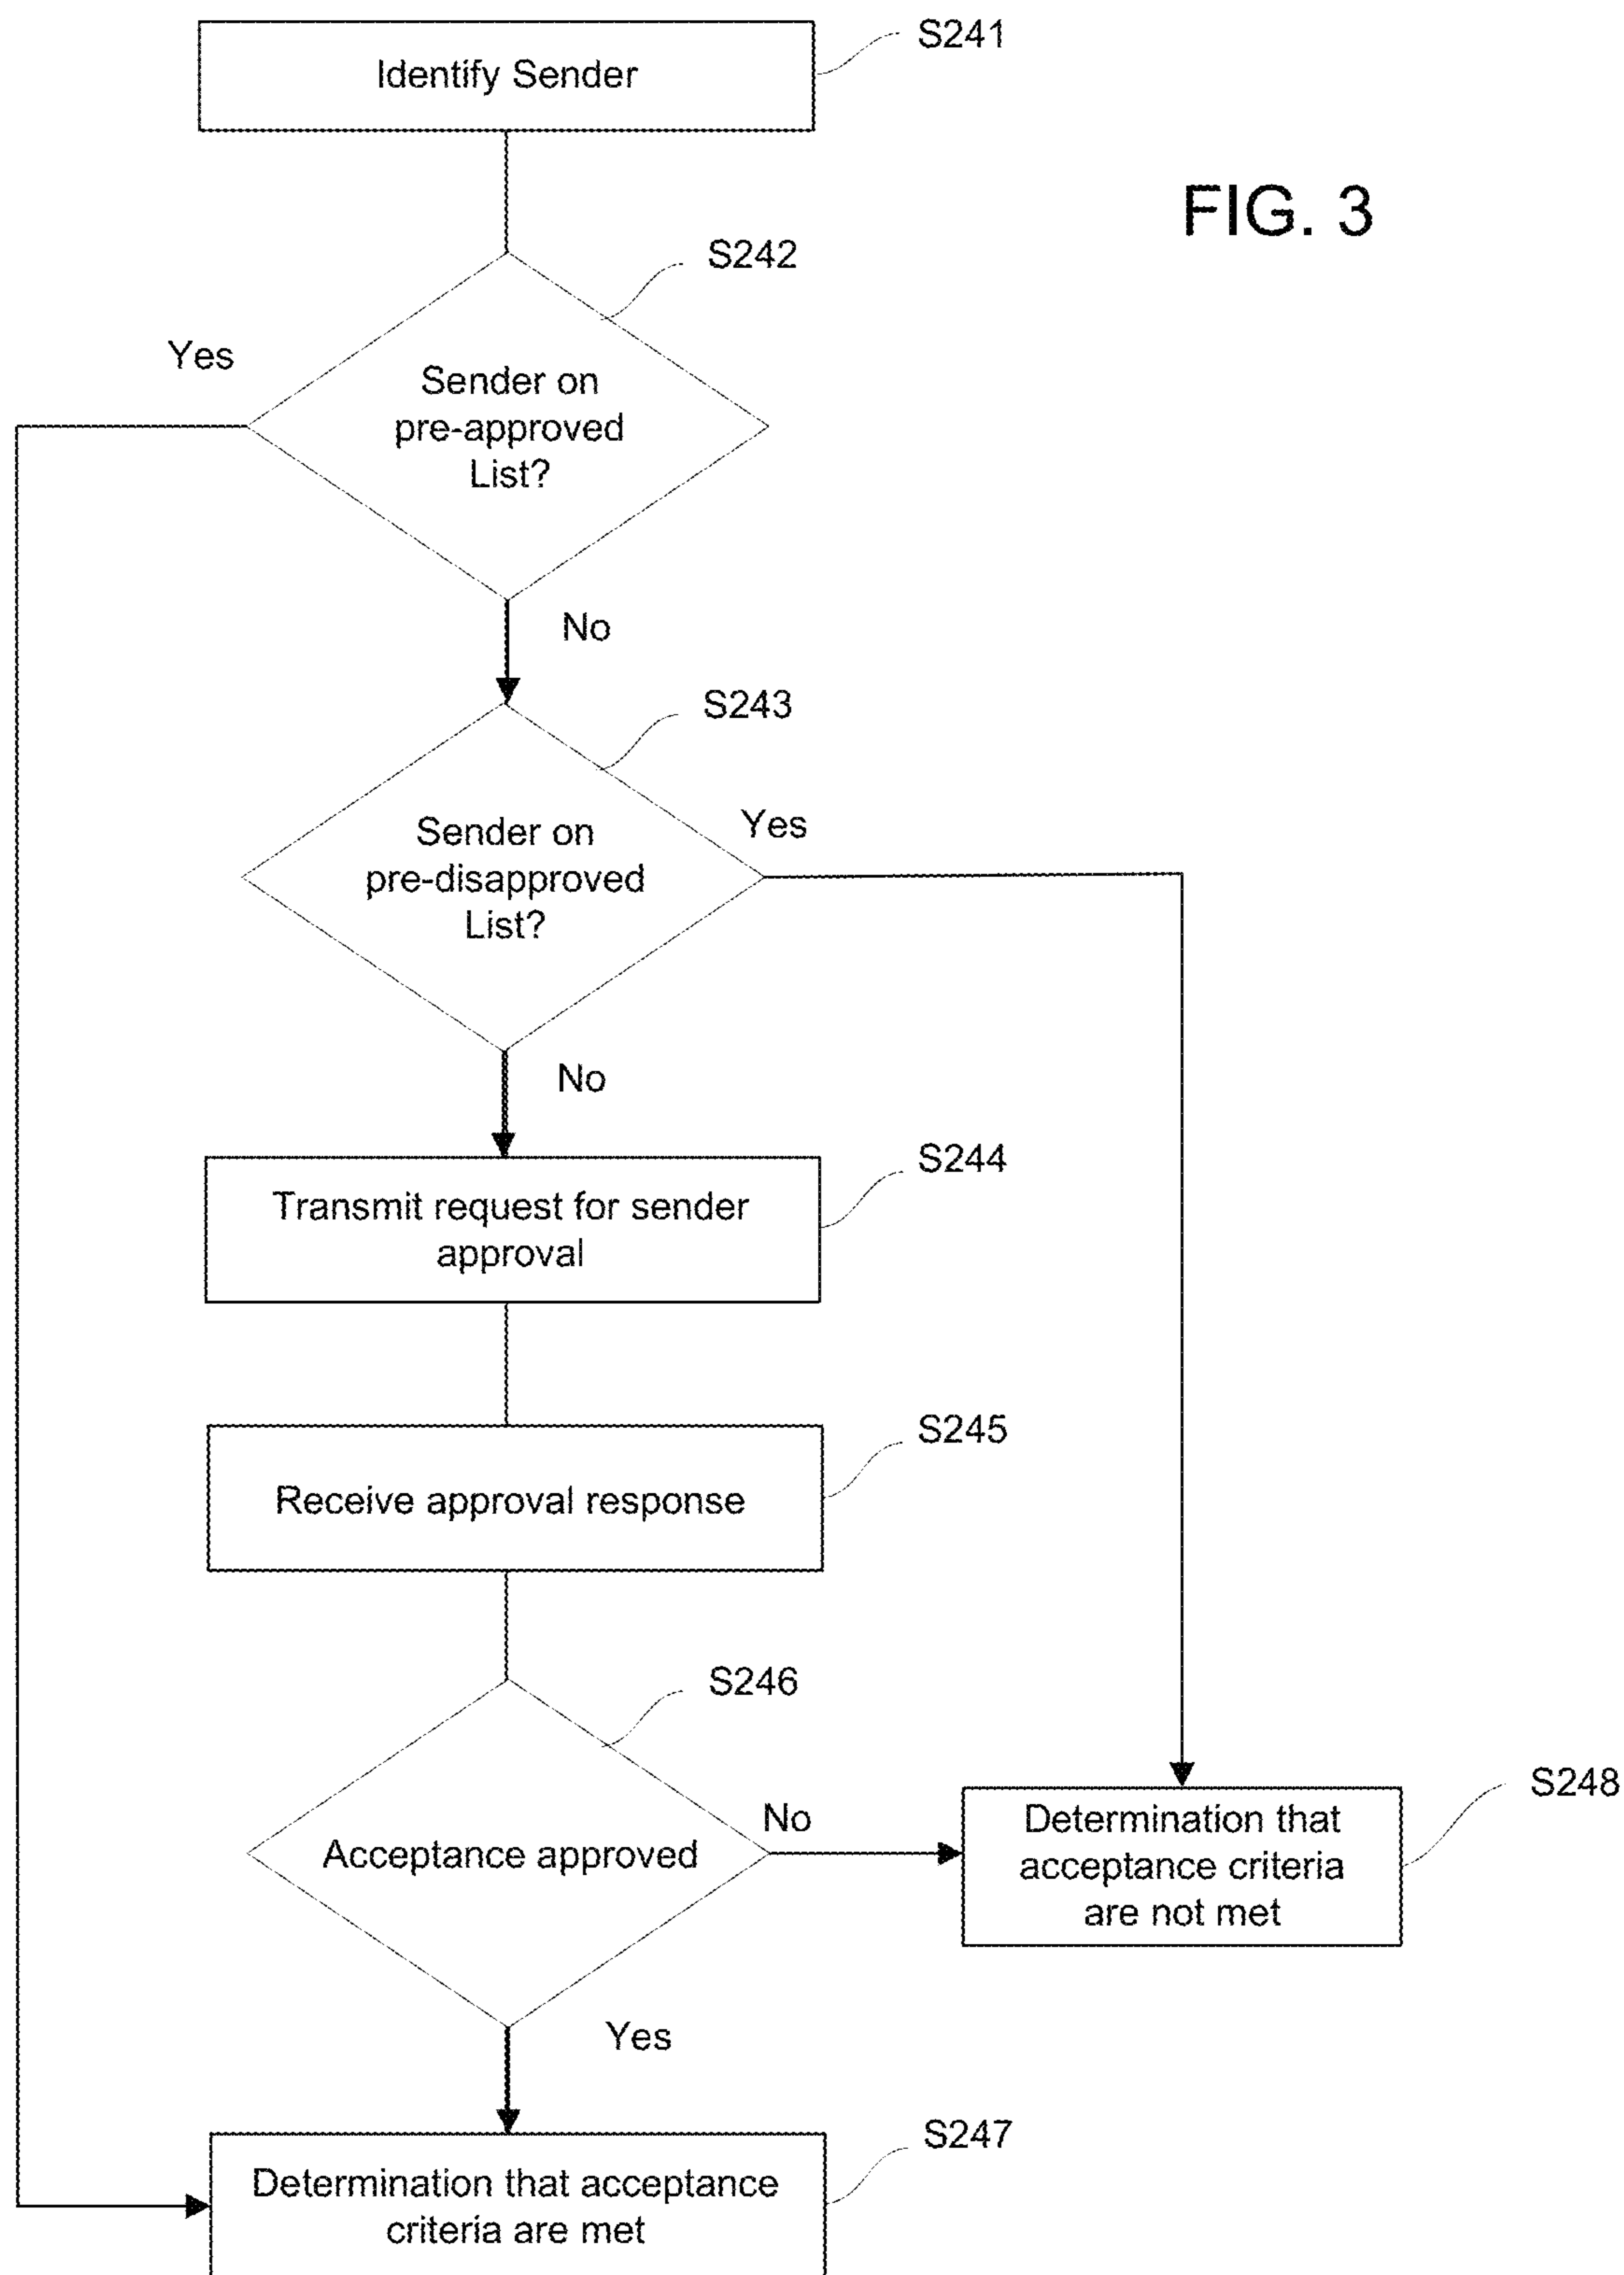 S241
Identify Sender
FIG. 3
S242
Yes
Sender on
pre-approved
List?
No
S243
Yes
Sender on
pre-disapproved
List?
No
S244
Transmit request for sender
approval
S245
Receive approval response
S246
No
Acceptance approved
S248
Determination that
acceptance criteria
are not met
Yes
S247
Determination that acceptance
criteria are met